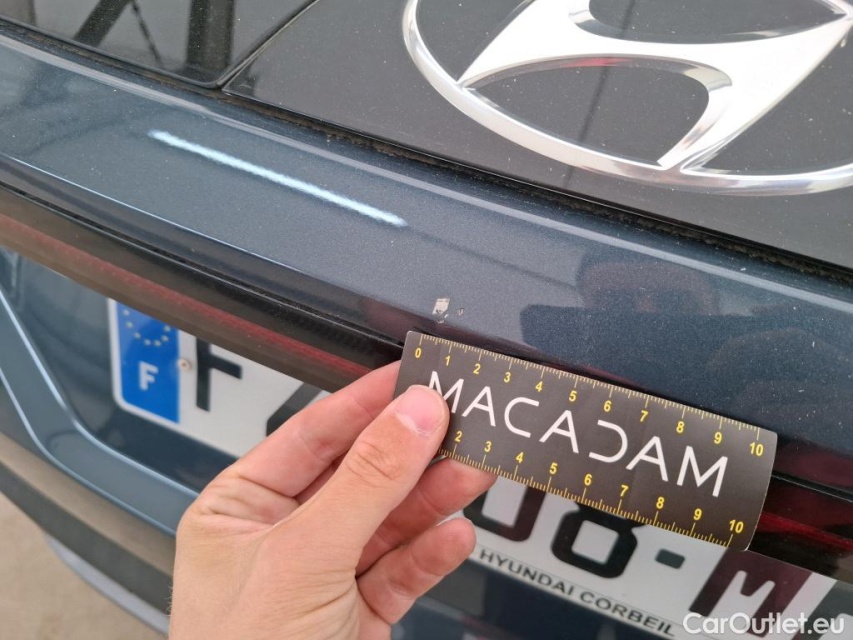 F
F
0 1 2 3 4 5 6 7 8 9 10
MACADAM
2 3 4 5 6 7 8 9 10
08-M
HYUNDAI CORBEIL
CarOutlet.eu